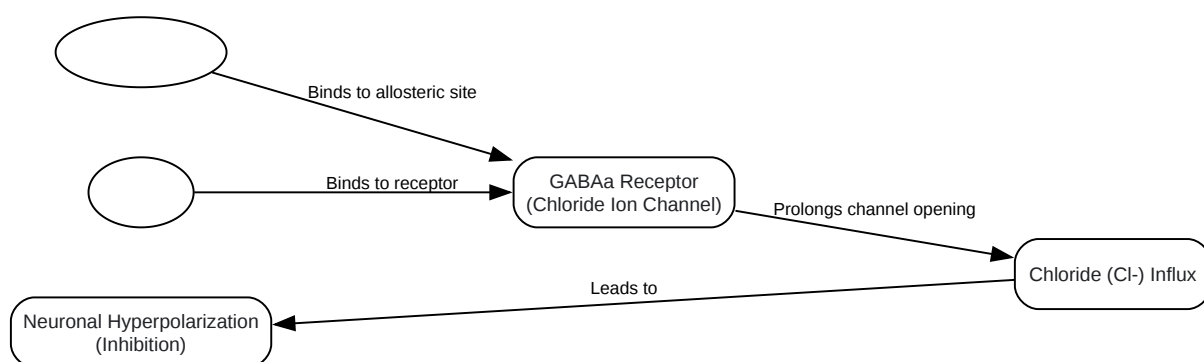 Binds to allosteric site
Binds to receptor
GABAa Receptor
(Chloride Ion Channel)
Prolongs channel opening
Chloride (Cl-) Influx
Leads to
Neuronal Hyperpolarization
(Inhibition)